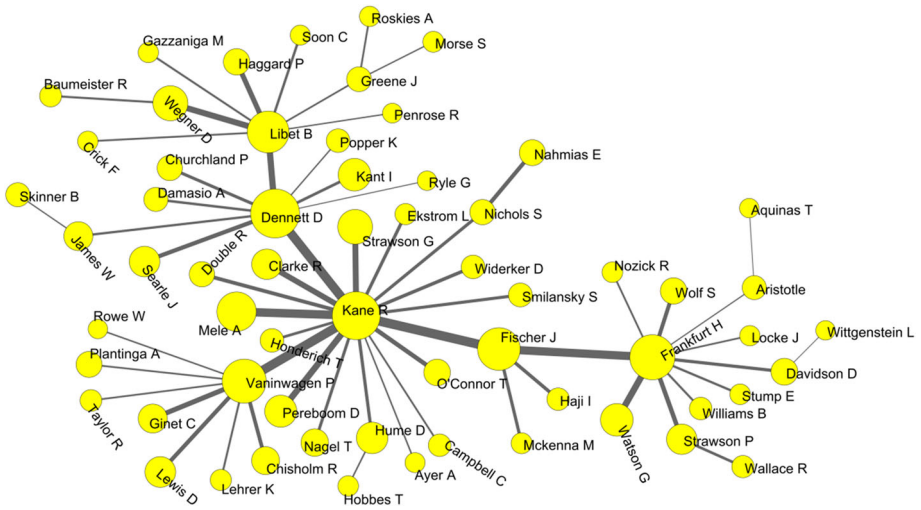 Roskies A
Gazzaniga M
Soon C
Morse S
Haggard P
Greene J
Baumeister R
Wegner D
Penrose R
Libet B
Crick F
Popper K
Nahmias E
Churchland P
Kant I
Ryle G
Skinner B
Damasio A
Dennett D
Ekstrom L
Nichols S
Aquinas T
James W
Searle J
Double R
Strawson G
Clarke R
Widerker D
Nozick R
Wolf S
Aristotle
Smilansky S
Mele A
Kane R
Rowe W
Honderich T
Fischer J
Frankfurt H
Locke J
Wittgenstein L
Plantinga A
Vaninwagen P
O'Connor T
Davidson D
Taylor R
Ginet C
Pereboom D
Haji I
Williams B
Stump E
Nagel T
Hume D
Campbell C
Mckenna M
Watson G
Strawson P
Lewis D
Lehrer K
Chisholm R
Ayer A
Wallace R
Hobbes T